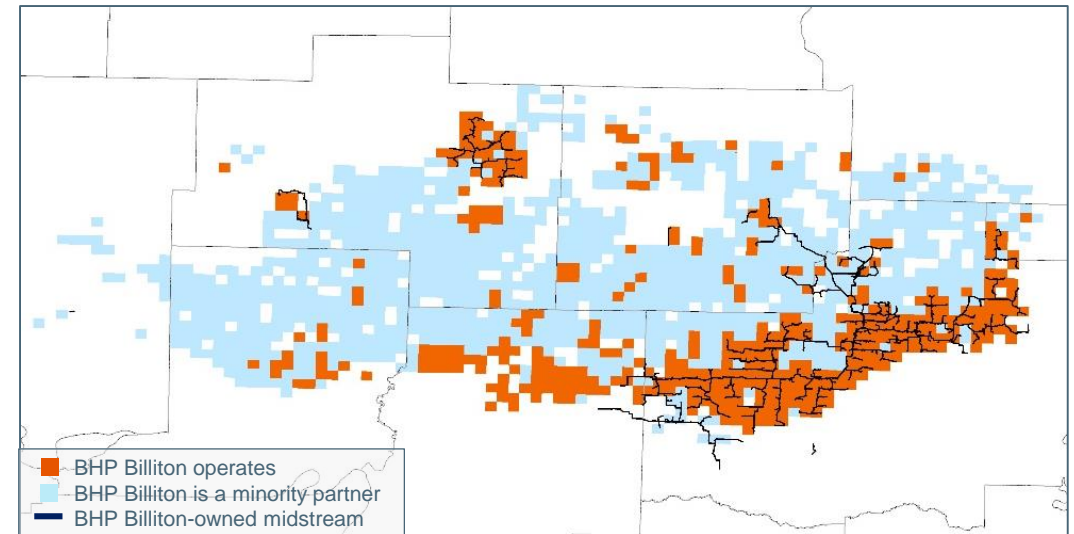 BHP Billiton operates
BHP Billiton is a minority partner
BHP Billiton-owned midstream